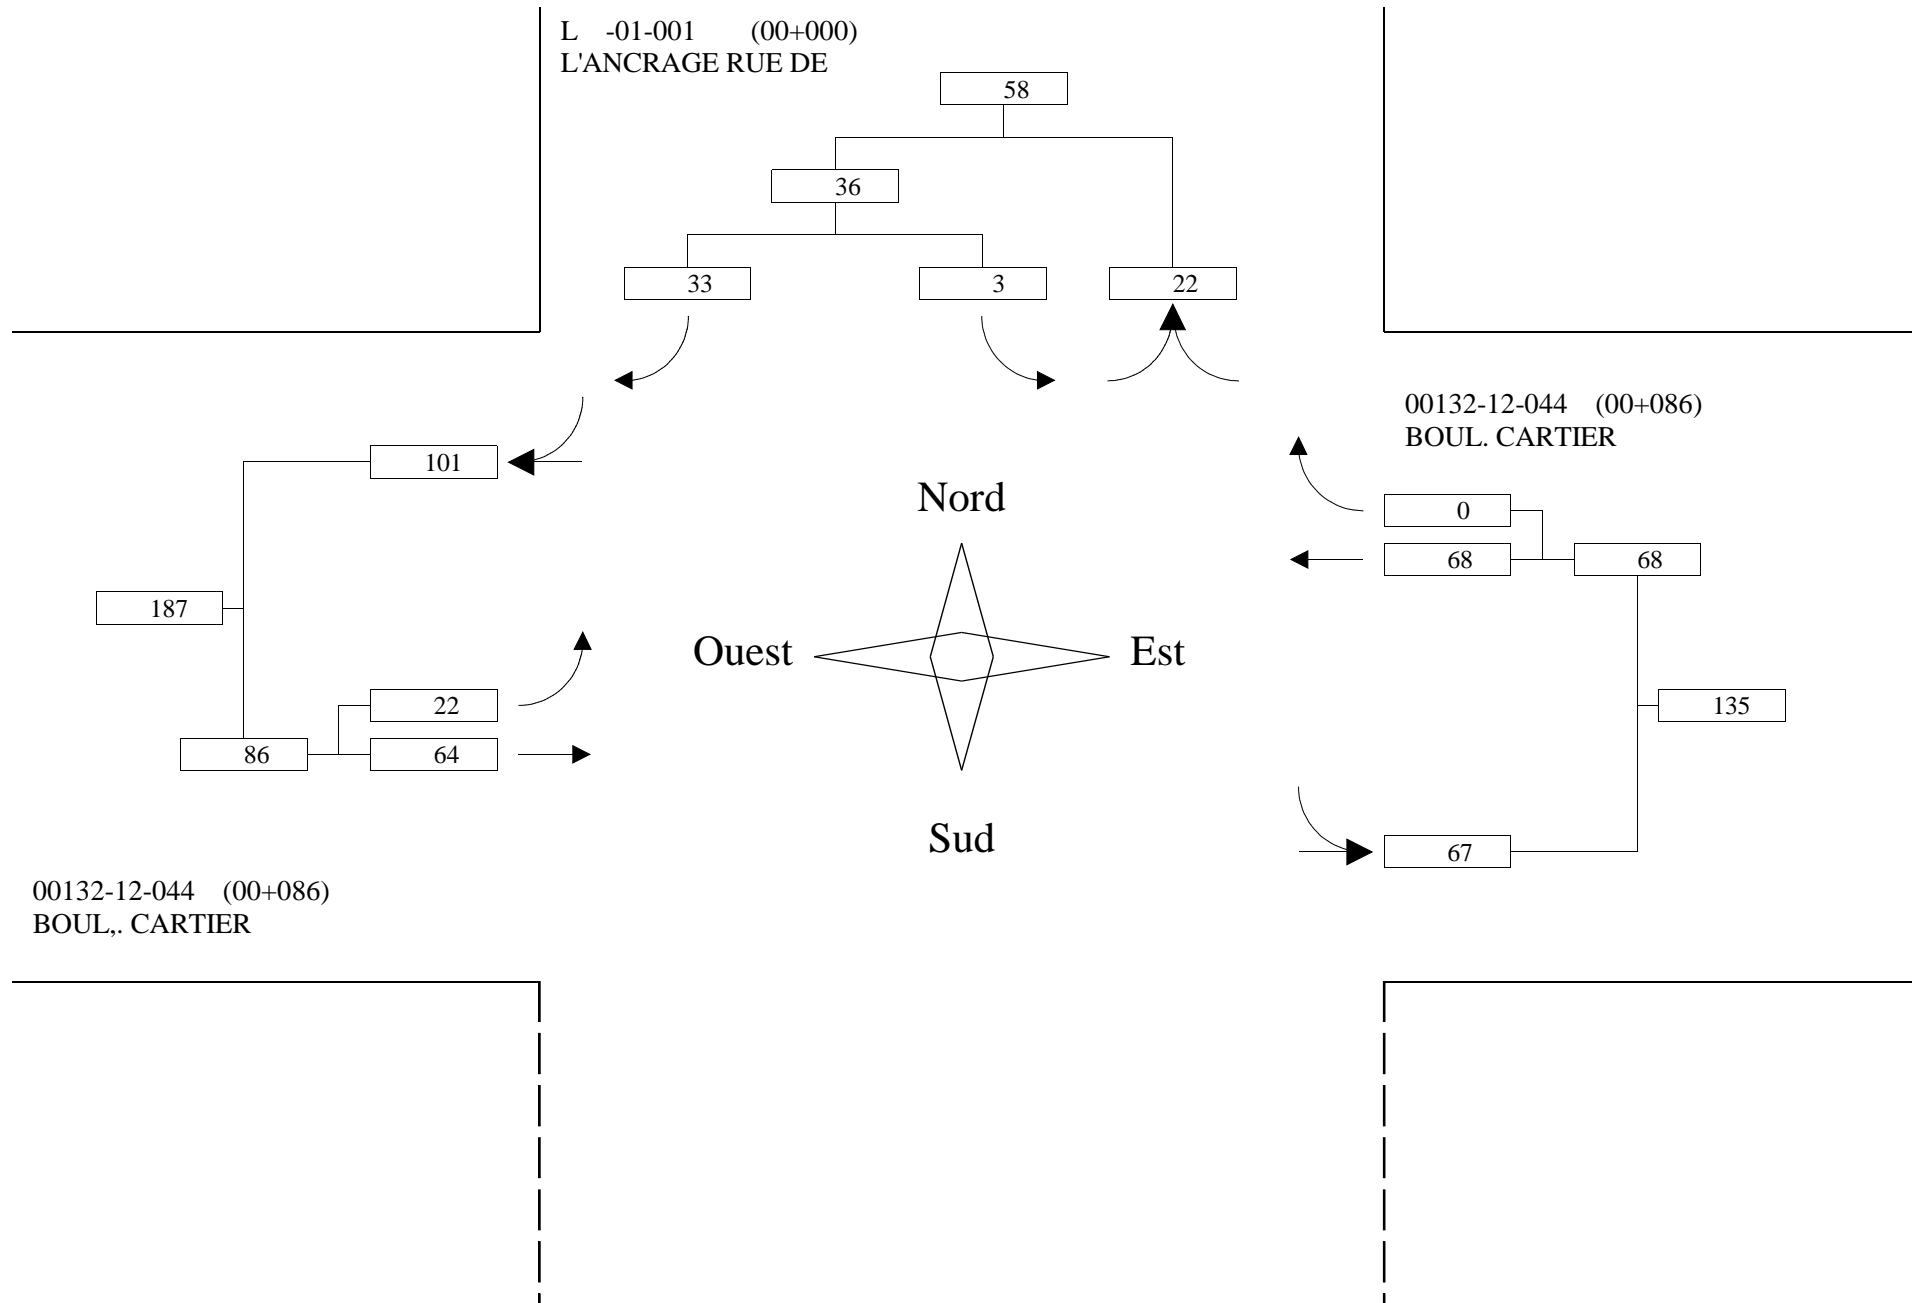 L -01-001 (00+000)
L'ANCRAGE RUE DE
58
36
33 3 22
00132-12-044 (00+086)
BOUL. CARTIER
101
Nord
0
68 68
187
Ouest Est
22 135
86 64
Sud
67
00132-12-044 (00+086)
BOUL,. CARTIER